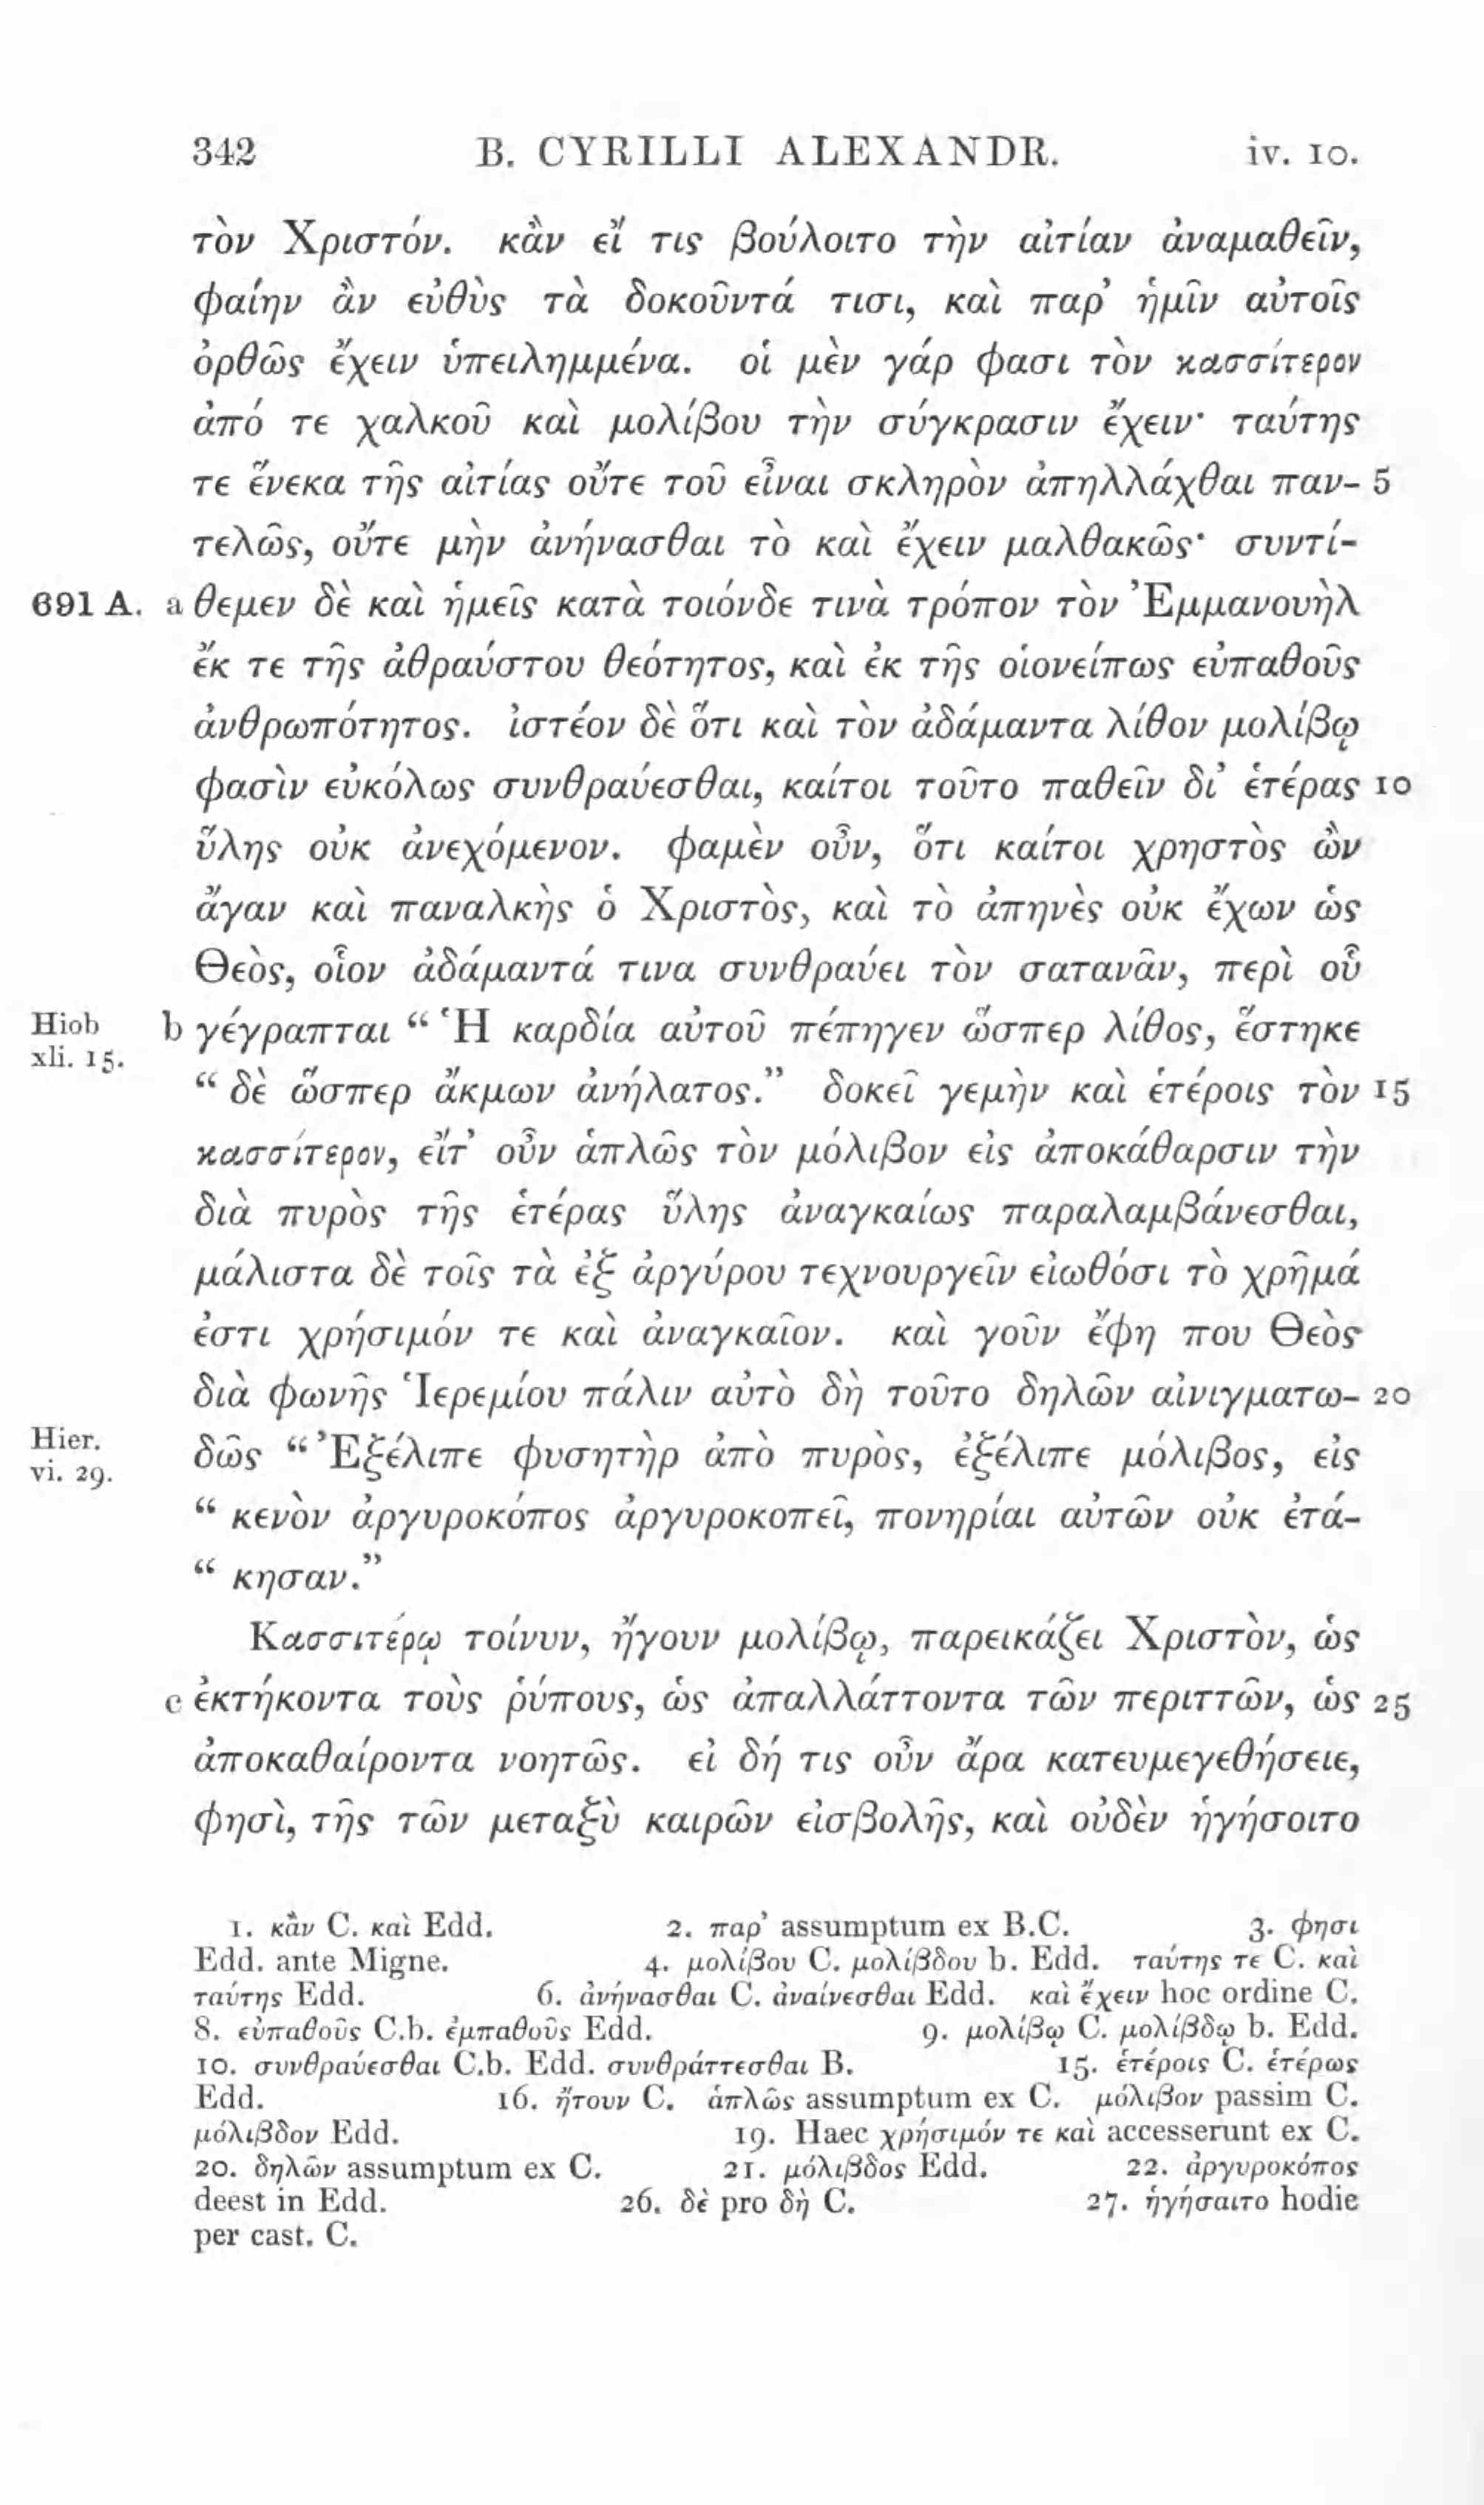 342 B. CYRILLI ALEXANDR. iv. 10.
τὸν Χριστόν. κἂν εἴ τις βούλοιτο τὴν αἰτίαν ἀναμαθεῖν,
φαίην ἂν εὐθὺς τὰ δοκοῦντά τισι, καὶ παρ᾽ ἡμῖν αὐτοῖς
ὀρθῶς ἔχειν ὑπειλημμένα. οἱ μὲν γάρ φασι τὸν κασσίτερον
ἀπό τε χαλκοῦ καὶ μολίβου τὴν σύγκρασιν ἔχειν· ταύτης
τε ἕνεκα τῆς αἰτίας οὔτε τοῦ εἶναι σκληρὸν ἀπηλλάχθαι παν- 5
τελῶς, οὔτε μὴν ἀνήνασθαι τὸ καὶ ἔχειν μαλθακῶς· συντί-
691 A. a θεμεν δὲ καὶ ἡμεῖς κατὰ τοιόνδε τινὰ τρόπον τὸν Ἐμμανουὴλ
ἔκ τε τῆς ἀθραύστου θεότητος, καὶ ἐκ τῆς οἱονείπως εὐπαθοῦς
ἀνθρωπότητος. ἰστέον δὲ ὅτι καὶ τὸν ἀδάμαντα λίθον μολίβῳ
φασὶν εὐκόλως συνθραύεσθαι, καίτοι τοῦτο παθεῖν δι᾽ ἑτέρας 10
ὕλης οὐκ ἀνεχόμενον. φαμὲν οὖν, ὅτι καίτοι χρηστὸς ὢν
ἄγαν καὶ παναλκὴς ὁ Χριστὸς, καὶ τὸ ἀπηνὲς οὐκ ἔχων ὡς
Θεὸς, οἷον ἀδάμαντά τινα συνθραύει τὸν σατανᾶν, περὶ οὗ
Hiob b γέγραπται “ Ἡ καρδία αὐτοῦ πέπηγεν ὥσπερ λίθος, ἕστηκε
xli. 15.
“ δὲ ὥσπερ ἄκμων ἀνήλατος.” δοκεῖ γεμὴν καὶ ἑτέροις τὸν 15
κασσίτερον, εἴτ᾽ οὖν ἁπλῶς τὸν μόλιβον εἰς ἀποκάθαρσιν τὴν
διὰ πυρὸς τῆς ἑτέρας ὕλης ἀναγκαίως παραλαμβάνεσθαι,
μάλιστα δὲ τοῖς τὰ ἐξ ἀργύρου τεχνουργεῖν εἰωθόσι τὸ χρῆμά
ἐστι χρήσιμόν τε καὶ ἀναγκαῖον. καὶ γοῦν ἔφη που Θεὸς
διὰ φωνῆς Ἱερεμίου πάλιν αὐτὸ δὴ τοῦτο δηλῶν αἰνιγματω- 20
Hier. δῶς “ Ἐξέλιπε φυσητὴρ ἀπὸ πυρὸς, ἐξέλιπε μόλιβος, εἰς
vi. 29.
“ κενὸν ἀργυροκόπος ἀργυροκοπεῖ, πονηρίαι αὐτῶν οὐκ ἐτά-
“ κησαν.”
Κασσιτέρῳ τοίνυν, ἤγουν μολίβῳ, παρεικάζει Χριστὸν, ὡς
c ἐκτήκοντα τοὺς ῥύπους, ὡς ἀπαλλάττοντα τῶν περιττῶν, ὡς 25
ἀποκαθαίροντα νοητῶς. εἰ δή τις οὖν ἄρα κατευμεγεθήσειε,
φησὶ, τῆς τῶν μεταξὺ καιρῶν εἰσβολῆς, καὶ οὐδὲν ἡγήσοιτο
1. κἂν C. καὶ Edd. 2. παρ᾽ assumptum ex B.C. 3. φησι
Edd. ante Migne. 4. μολίβου C. μολίβδου b. Edd. ταύτης τε C. καὶ
ταύτης Edd. 6. ἀνήνασθαι C. ἀναίνεσθαι Edd. καὶ ἔχειν hoc ordine C.
8. εὐπαθοῦς C.b. ἐμπαθοῦς Edd. 9. μολίβῳ C. μολίβδῳ b. Edd.
10. συνθραύεσθαι C.b. Edd. συνθράττεσθαι B. 15. ἑτέροις C. ἑτέρως
Edd. 16. ἤτουν C. ἁπλῶς assumptum ex C. μόλιβον passim C.
μόλιβδον Edd. 19. Haec χρήσιμόν τε καὶ accesserunt ex C.
20. δηλῶν assumptum ex C. 21. μόλιβδος Edd. 22. ἀργυροκόπος
deest in Edd. 26. δὲ pro δὴ C. 27. ἡγήσαιτο hodie
per cast. C.